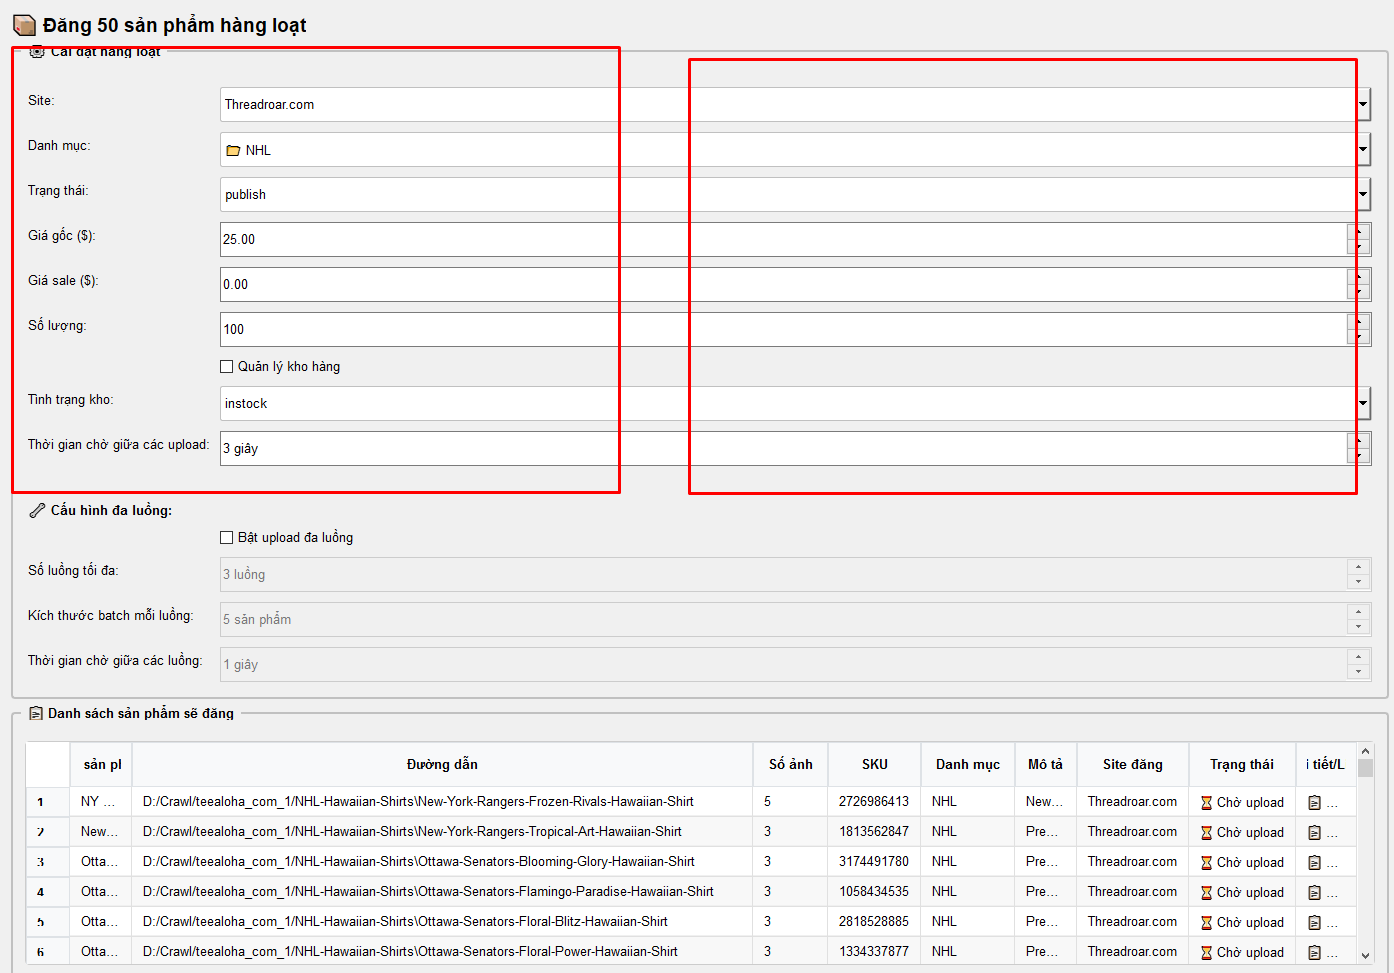 Đăng 50 sản phẩm hàng loạt
Cài đặt hàng loạt
Site: Threadroar.com
Danh mục: NHL
Trạng thái: publish
Giá gốc ($): 25.00
Giá sale ($): 0.00
Số lượng: 100
Quản lý kho hàng
Tình trạng kho: instock
Thời gian chờ giữa các upload: 3 giây
Cấu hình đa luồng:
Bật upload đa luồng
Số luồng tối đa: 3 luồng
Kích thước batch mỗi luồng: 5 sản phẩm
Thời gian chờ giữa các luồng: 1 giây
Danh sách sản phẩm sẽ đăng
sản pl Đường dẫn Số ảnh SKU Danh mục Mô tả Site đăng Trạng thái i tiết/L
1 NY ... D:/Crawl/teealoha_com_1/NHL-Hawaiian-Shirts\New-York-Rangers-Frozen-Rivals-Hawaiian-Shirt 5 2726986413 NHL New... Threadroar.com Chờ upload ...
2 New... D:/Crawl/teealoha_com_1/NHL-Hawaiian-Shirts\New-York-Rangers-Tropical-Art-Hawaiian-Shirt 3 1813562847 NHL Pre... Threadroar.com Chờ upload ...
3 Otta... D:/Crawl/teealoha_com_1/NHL-Hawaiian-Shirts\Ottawa-Senators-Blooming-Glory-Hawaiian-Shirt 3 3174491780 NHL Pre... Threadroar.com Chờ upload ...
4 Otta... D:/Crawl/teealoha_com_1/NHL-Hawaiian-Shirts\Ottawa-Senators-Flamingo-Paradise-Hawaiian-Shirt 3 1058434535 NHL Pre... Threadroar.com Chờ upload ...
5 Otta... D:/Crawl/teealoha_com_1/NHL-Hawaiian-Shirts\Ottawa-Senators-Floral-Blitz-Hawaiian-Shirt 3 2818528885 NHL Pre... Threadroar.com Chờ upload ...
6 Otta... D:/Crawl/teealoha_com_1/NHL-Hawaiian-Shirts\Ottawa-Senators-Floral-Power-Hawaiian-Shirt 3 1334337877 NHL Pre... Threadroar.com Chờ upload ...